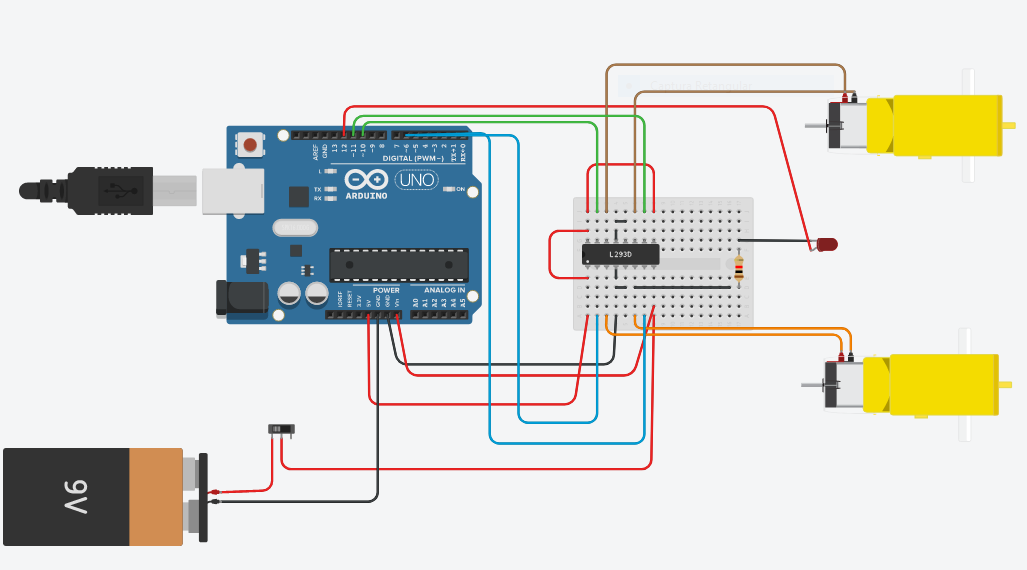 AREF
GND
13
12
~11
~10
~9
8
7
~6
~5
4
~3
2
TX→1
RX←0
DIGITAL (PWM~)
L
TX
RX
ARDUINO
UNO
ON
L293D
POWER
ANALOG IN
IOREF
RESET
3.3V
5V
GND
GND
Vin
A0
A1
A2
A3
A4
A5
9V